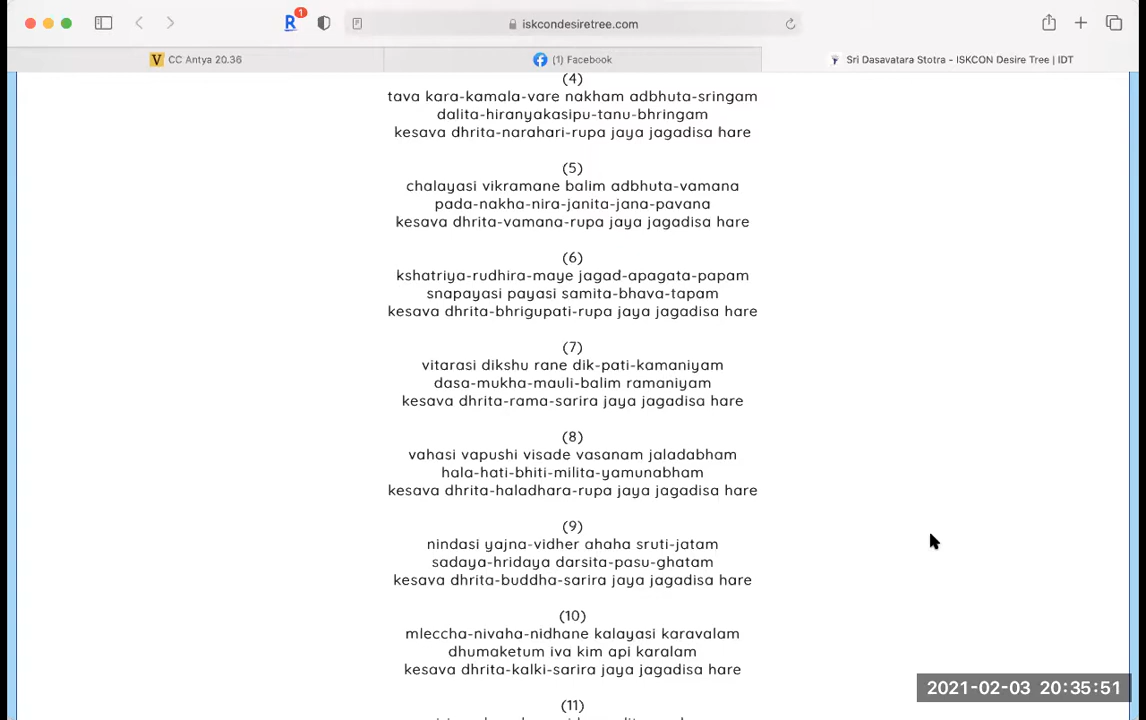 1
iskcondesiretree.com
CC Antya 20.36
(1) Facebook
Sri Dasavatara Stotra - ISKCON Desire Tree | IDT
(4)
tava kara-kamala-vare nakham adbhuta-sringam
dalita-hiranyakasipu-tanu-bhringam
kesava dhrita-narahari-rupa jaya jagadisa hare
(5)
chalayasi vikramane balim adbhuta-vamana
pada-nakha-nira-janita-jana-pavana
kesava dhrita-vamana-rupa jaya jagadisa hare
(6)
kshatriya-rudhira-maye jagad-apagata-papam
snapayasi payasi samita-bhava-tapam
kesava dhrita-bhrigupati-rupa jaya jagadisa hare
(7)
vitarasi dikshu rane dik-pati-kamaniyam
dasa-mukha-mauli-balim ramaniyam
kesava dhrita-rama-sarira jaya jagadisa hare
(8)
vahasi vapushi visade vasanam jaladabham
hala-hati-bhiti-milita-yamunabham
kesava dhrita-haladhara-rupa jaya jagadisa hare
(9)
nindasi yajna-vidher ahaha sruti-jatam
sadaya-hridaya darsita-pasu-ghatam
kesava dhrita-buddha-sarira jaya jagadisa hare
(10)
mleccha-nivaha-nidhane kalayasi karavalam
dhumaketum iva kim api karalam
kesava dhrita-kalki-sarira jaya jagadisa hare
2021-02-03 20:35:51
(11)